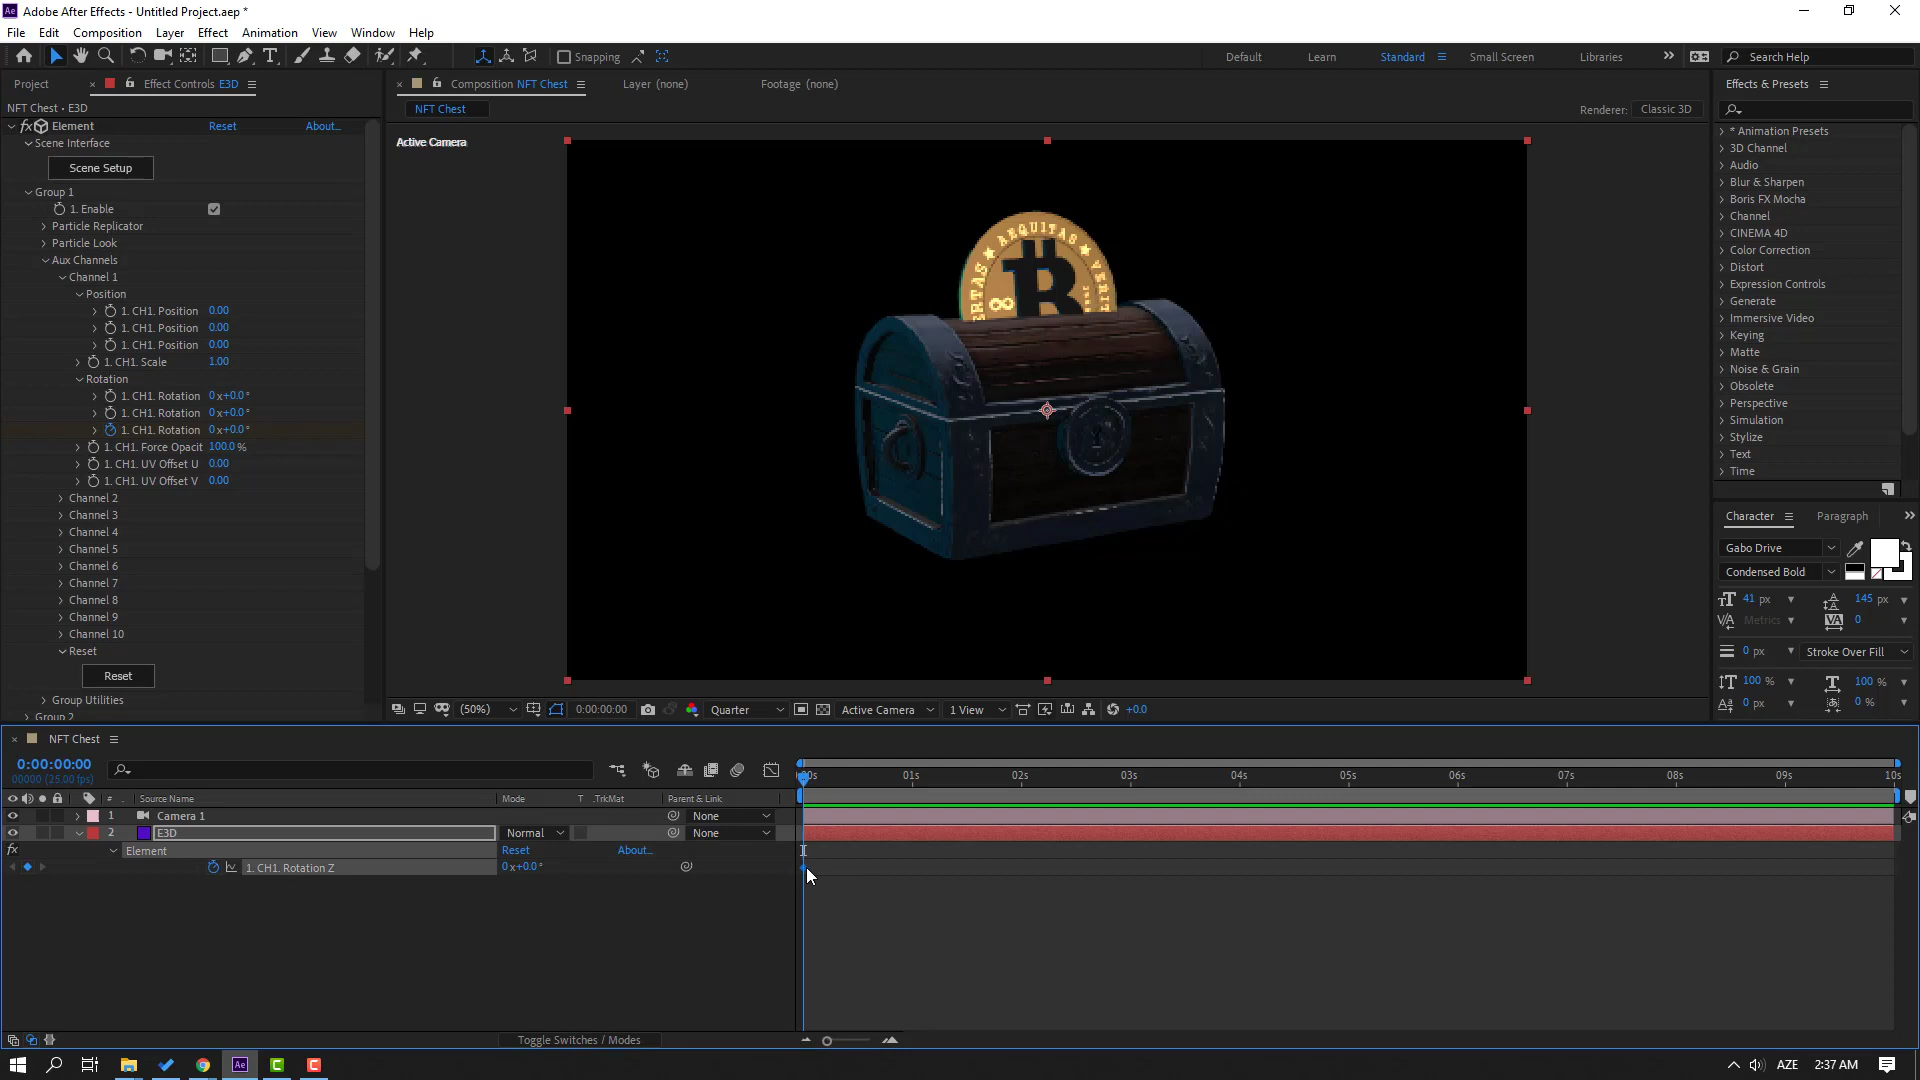 Adobe After Effects - Untitled Project.aep *
File Edit Composition Layer Effect Animation View Window Help
Snapping
Default Learn Standard Small Screen Libraries
Search Help
Project
Effect Controls E3D
Composition NFT Chest
Layer (none)
Footage (none)
Effects & Presets
NFT Chest • E3D
NFT Chest
Renderer: Classic 3D
Element Reset About...
Scene Interface
Scene Setup
Group 1
1. Enable
Particle Replicator
Particle Look
Aux Channels
Channel 1
Position
1. CH1. Position 0.00
1. CH1. Position 0.00
1. CH1. Position 0.00
1. CH1. Scale 1.00
Rotation
1. CH1. Rotation 0 x+0.0 °
1. CH1. Rotation 0 x+0.0 °
1. CH1. Rotation 0 x+0.0 °
1. CH1. Force Opacit 100.0 %
1. CH1. UV Offset U 0.00
1. CH1. UV Offset V 0.00
Channel 2
Channel 3
Channel 4
Channel 5
Channel 6
Channel 7
Channel 8
Channel 9
Channel 10
Reset
Reset
Group Utilities
Group 2
Active Camera
AEQUITAS
(50%) 0:00:00:00 Quarter Active Camera 1 View +0.0
* Animation Presets
3D Channel
Audio
Blur & Sharpen
Boris FX Mocha
Channel
CINEMA 4D
Color Correction
Distort
Expression Controls
Generate
Immersive Video
Keying
Matte
Noise & Grain
Obsolete
Perspective
Simulation
Stylize
Text
Time
Character Paragraph
Gabo Drive
Condensed Bold
41 px 145 px
Metrics 0
0 px Stroke Over Fill
100 % 100 %
0 px 0 %
NFT Chest
0:00:00:00
00000 (25.00 fps)
# Source Name Mode T .TrkMat Parent & Link
01s 02s 03s 04s 05s 06s 07s 08s 09s 10s
1 Camera 1 None
2 E3D Normal None
Element Reset About...
1. CH1. Rotation Z 0 x+0.0 °
Toggle Switches / Modes
AZE 2:37 AM